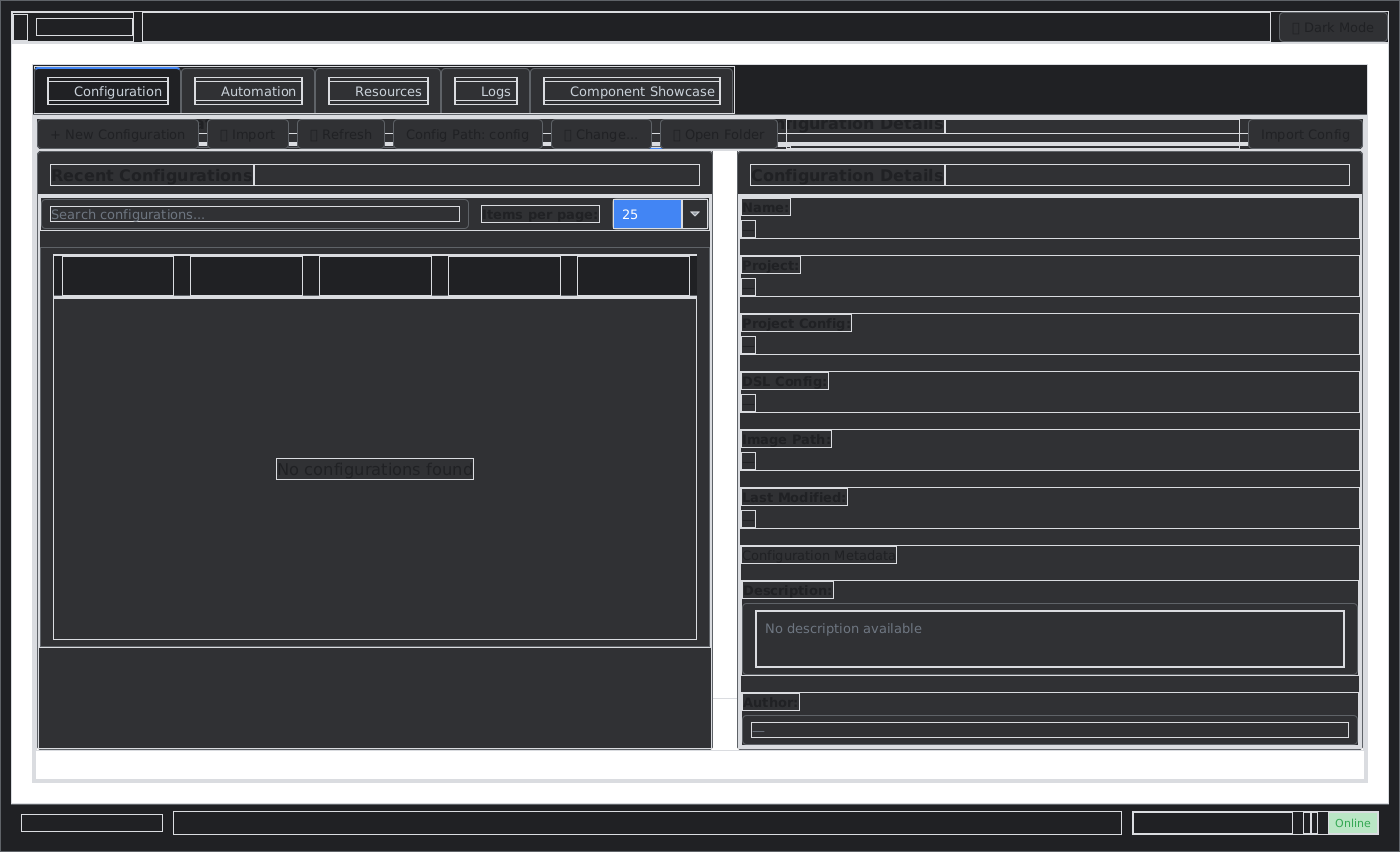 Dark Mode
Configuration
Automation
Resources
Logs
Component Showcase
+ New Configuration
Import
Refresh
Config Path: config
Change...
Open Folder
figuration Details
Import Config
Recent Configurations
Configuration Details
Search configurations...
Items per page:
25
No configurations found
Name:
—
Project:
—
Project Config:
—
DSL Config:
—
Image Path:
—
Last Modified:
—
Configuration Metadata
Description:
No description available
Author:
—
Online